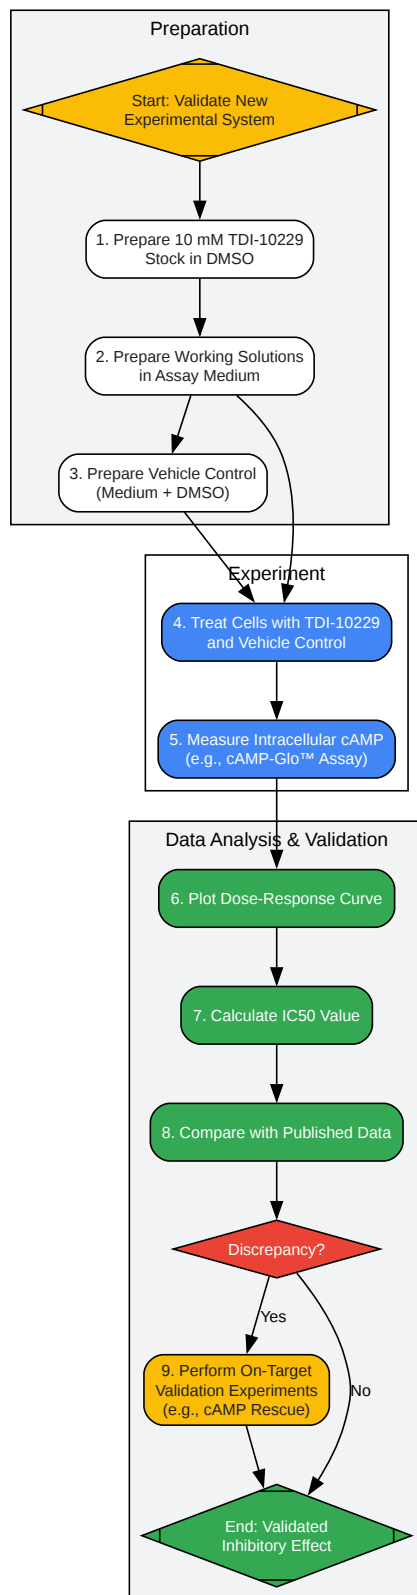 Preparation
Start: Validate New
Experimental System
1. Prepare 10 mM TDI-10229
Stock in DMSO
2. Prepare Working Solutions
in Assay Medium
3. Prepare Vehicle Control
(Medium + DMSO)
Experiment
4. Treat Cells with TDI-10229
and Vehicle Control
5. Measure Intracellular cAMP
(e.g., cAMP-Glo™ Assay)
Data Analysis & Validation
6. Plot Dose-Response Curve
7. Calculate IC50 Value
8. Compare with Published Data
Discrepancy?
Yes
9. Perform On-Target
Validation Experiments
(e.g., cAMP Rescue)
No
End: Validated
Inhibitory Effect